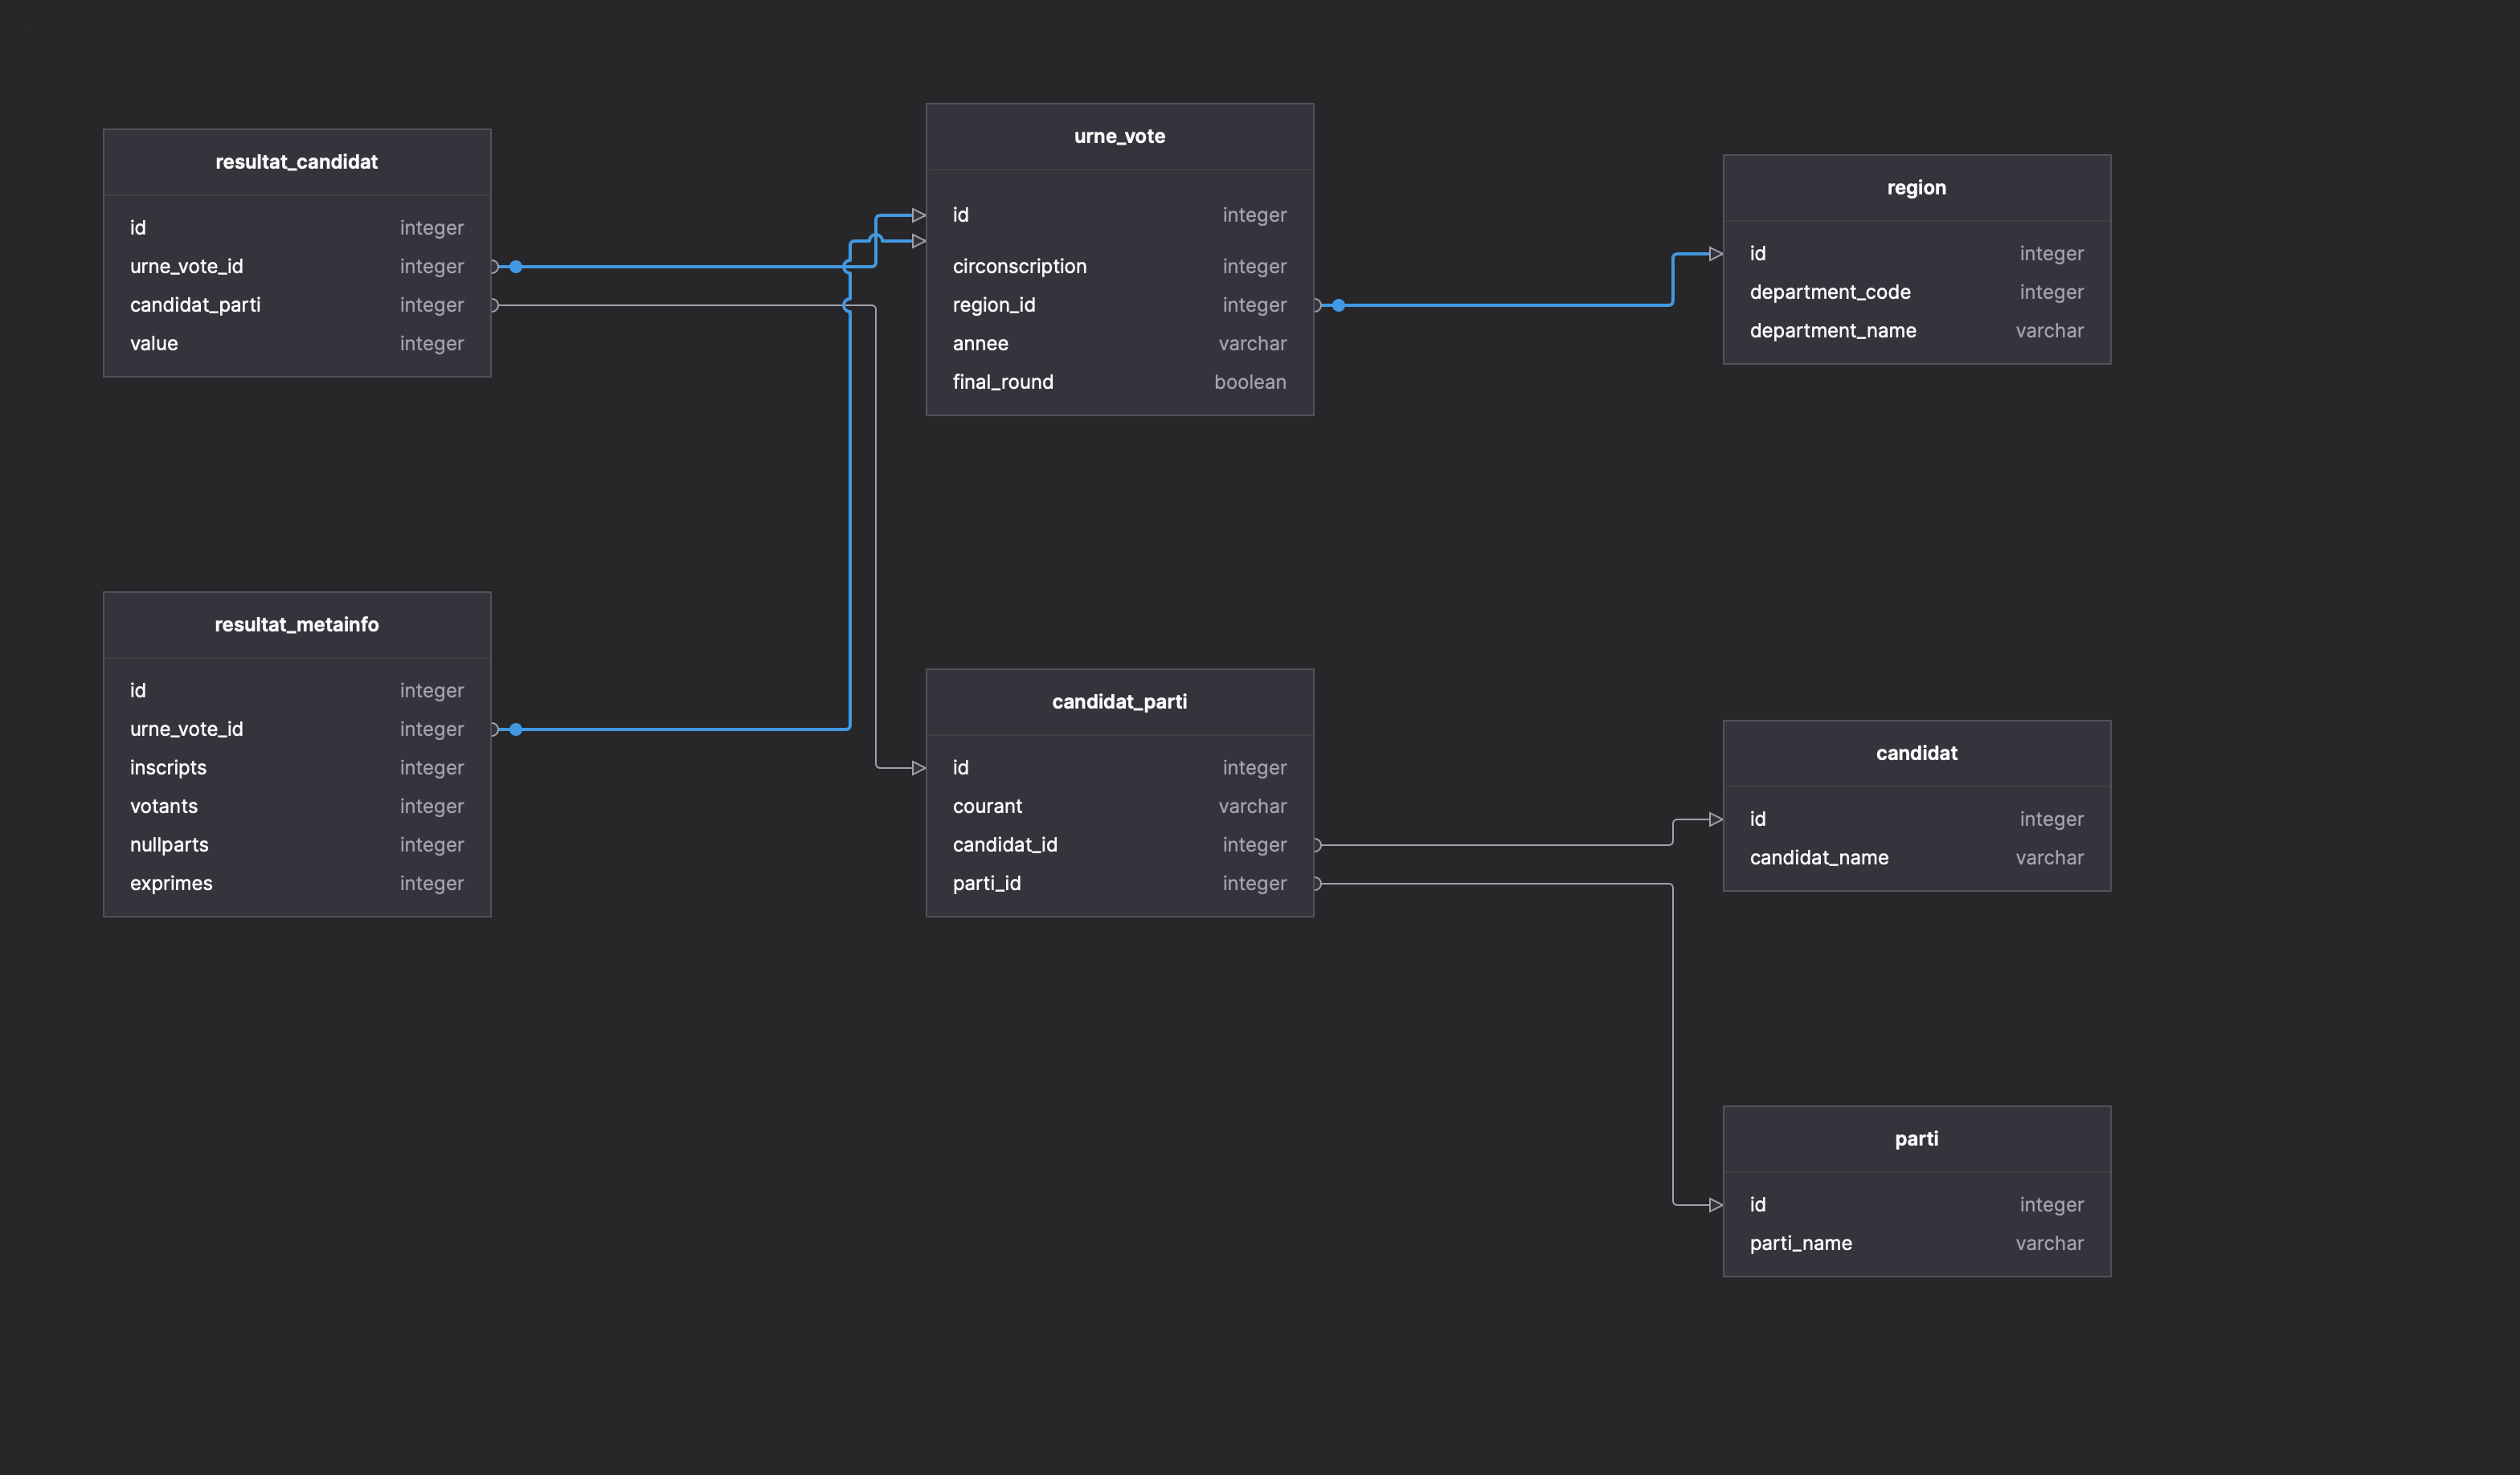 resultat_candidat
id integer
urne_vote_id integer
candidat_parti integer
value integer
urne_vote
id integer
circonscription integer
region_id integer
annee varchar
final_round boolean
region
id integer
department_code integer
department_name varchar
resultat_metainfo
id integer
urne_vote_id integer
inscripts integer
votants integer
nullparts integer
exprimes integer
candidat_parti
id integer
courant varchar
candidat_id integer
parti_id integer
candidat
id integer
candidat_name varchar
parti
id integer
parti_name varchar